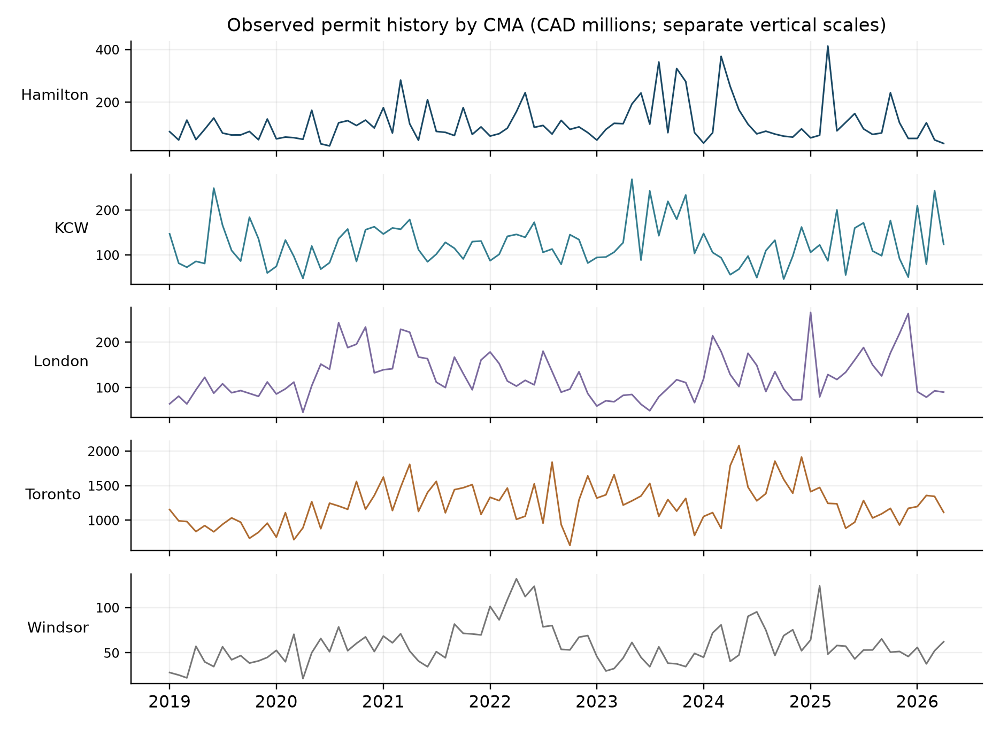 Observed permit history by CMA (CAD millions; separate vertical scales)
400
Hamilton
200
200
KCW
100
200
London
100
2000
1500
Toronto
1000
100
Windsor
50
2019 2020 2021 2022 2023 2024 2025 2026